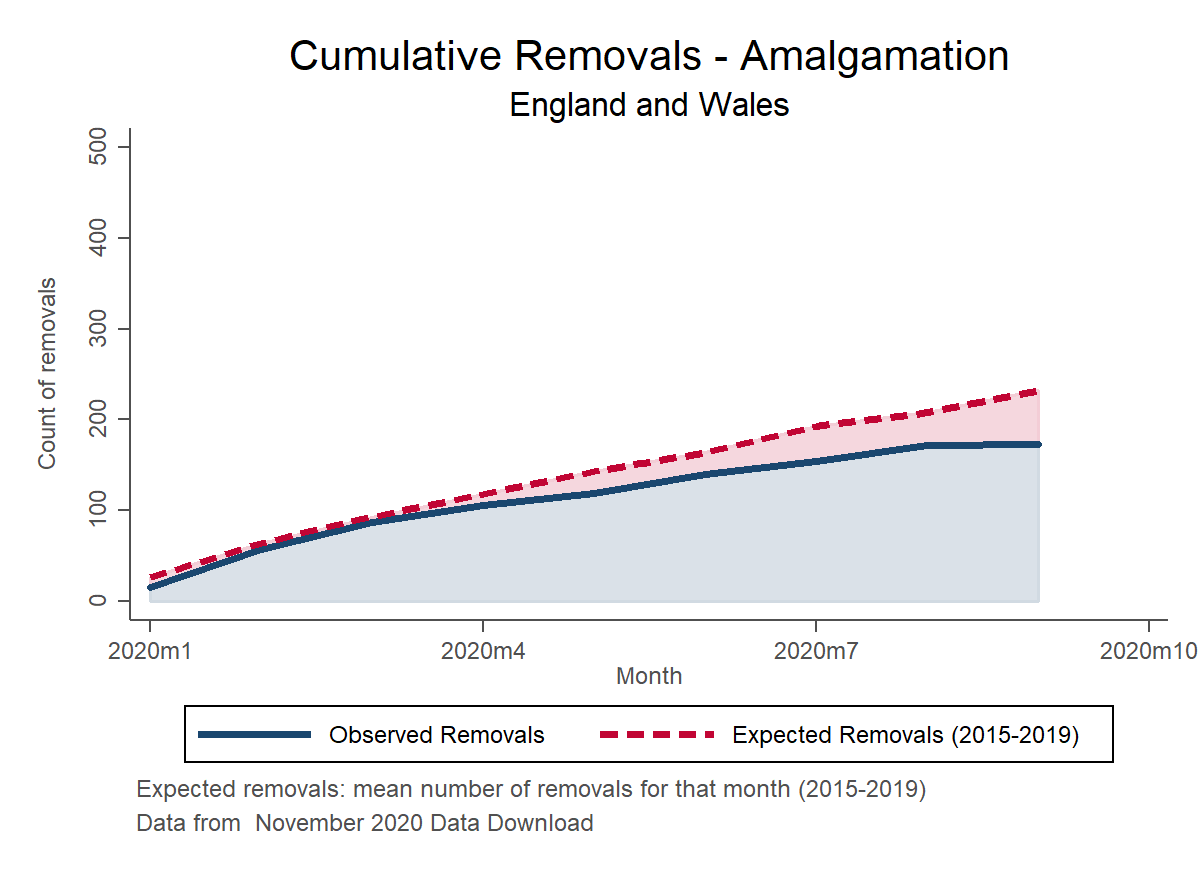 Cumulative Removals - Amalgamation
England and Wales
Count of removals
500
400
300
200
100
0
2020m1 2020m4 2020m7 2020m10
Month
Observed Removals Expected Removals (2015-2019)
Expected removals: mean number of removals for that month (2015-2019)
Data from  November 2020 Data Download